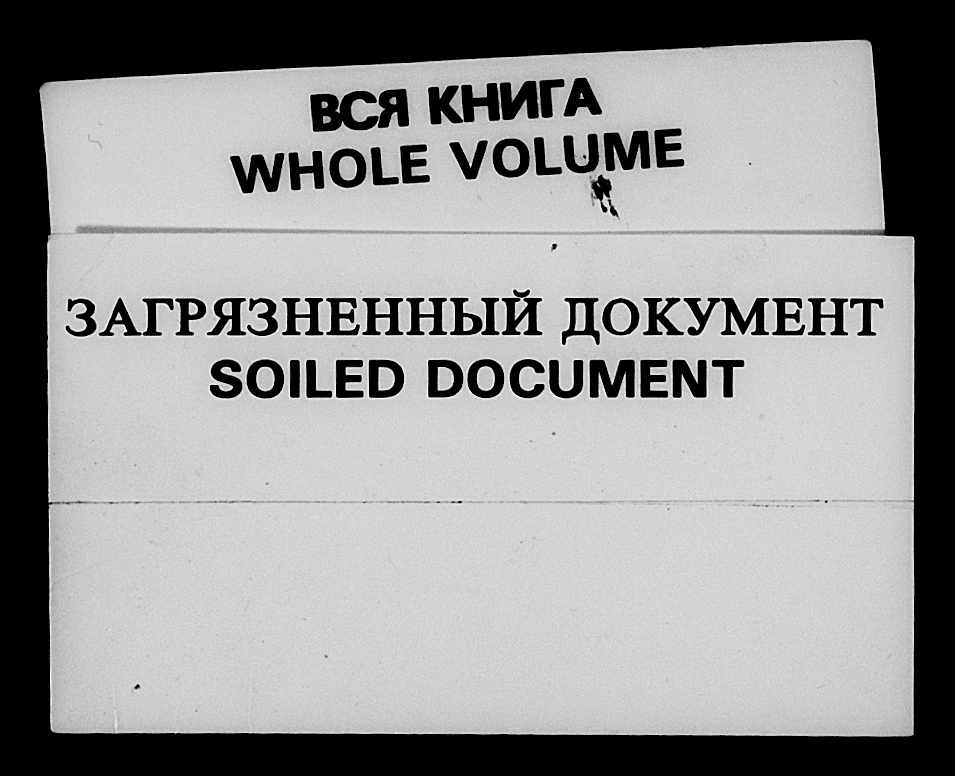 ВСЯ КНИГА
WHOLE VOLUME
ЗАГРЯЗНЕННЫЙ ДОКУМЕНТ
SOILED DOCUMENT